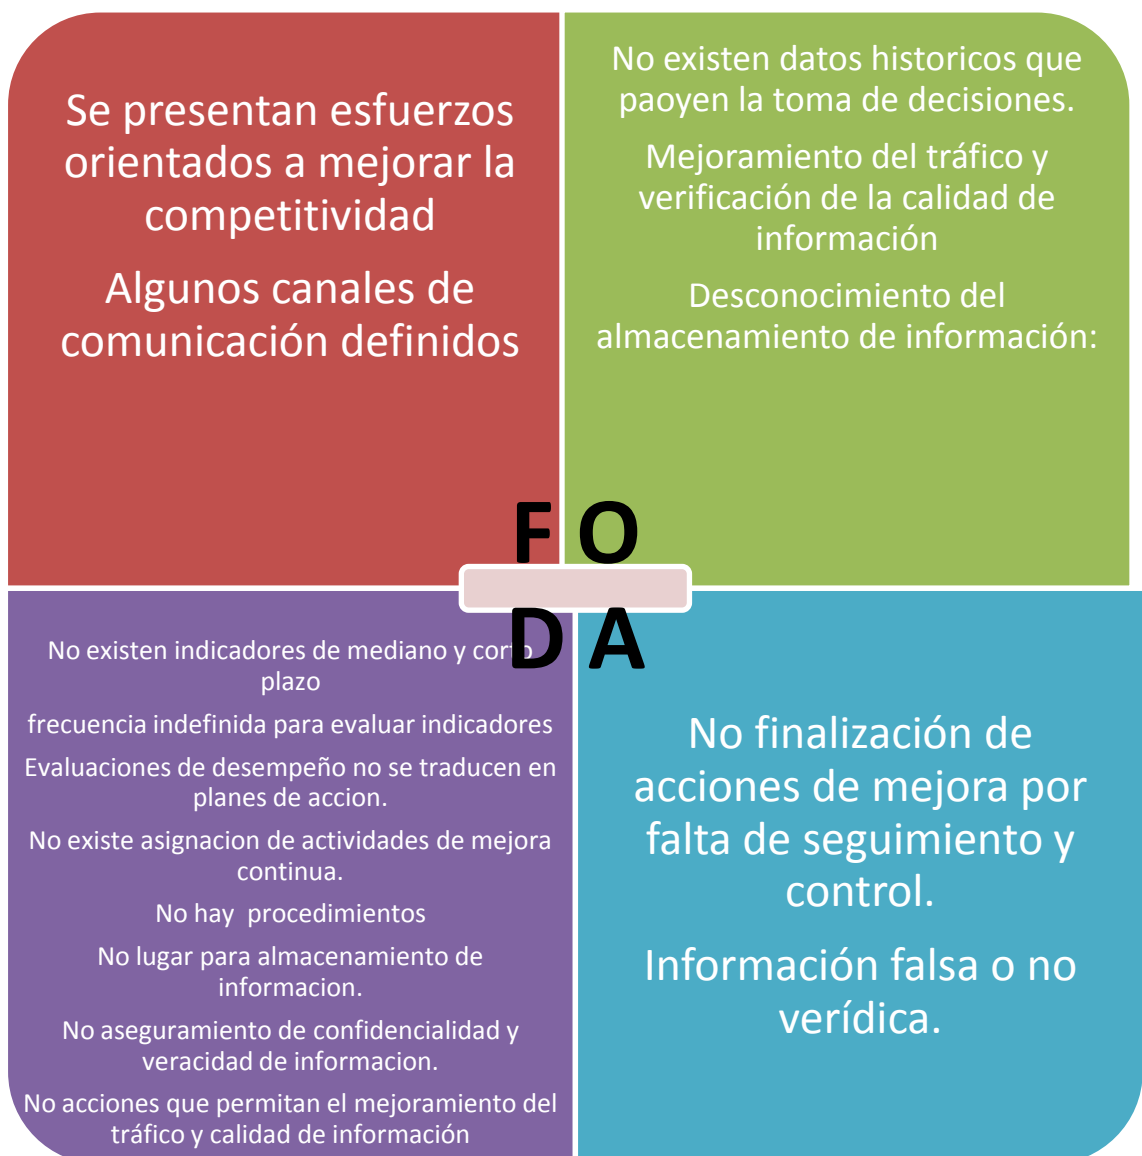 Se presentan esfuerzos
orientados a mejorar la
competitividad
Algunos canales de
comunicación definidos
No existen datos historicos que
paoyen la toma de decisiones.
Mejoramiento del tráfico y
verificación de la calidad de
información
Desconocimiento del
almacenamiento de información:
F O
D A
No existen indicadores de mediano y corto
plazo
frecuencia indefinida para evaluar indicadores
Evaluaciones de desempeño no se traducen en
planes de accion.
No existe asignacion de actividades de mejora
continua.
No hay procedimientos
No lugar para almacenamiento de
informacion.
No aseguramiento de confidencialidad y
veracidad de informacion.
No acciones que permitan el mejoramiento del
tráfico y calidad de información
No finalización de
acciones de mejora por
falta de seguimiento y
control.
Información falsa o no
verídica.